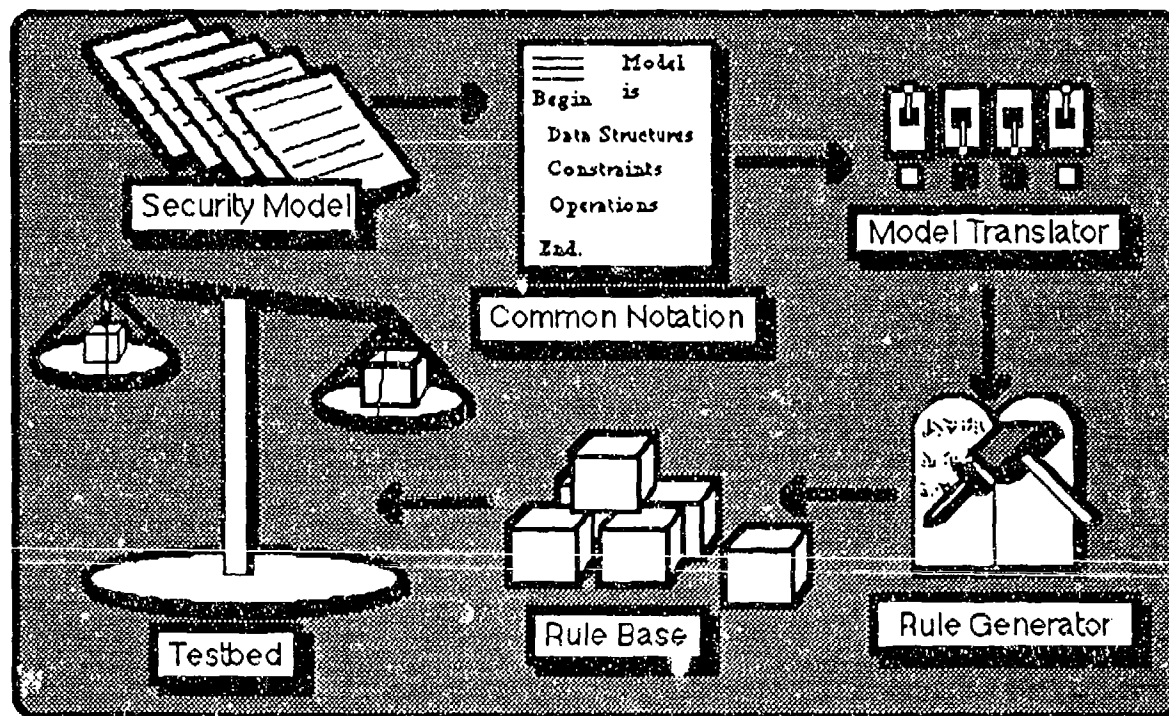 Security Model
Model
is
Begin
Data Structures
Constraints
Operations
End.
Common Notation
Model Translator
Testbed
Rule Base
Rule Generator